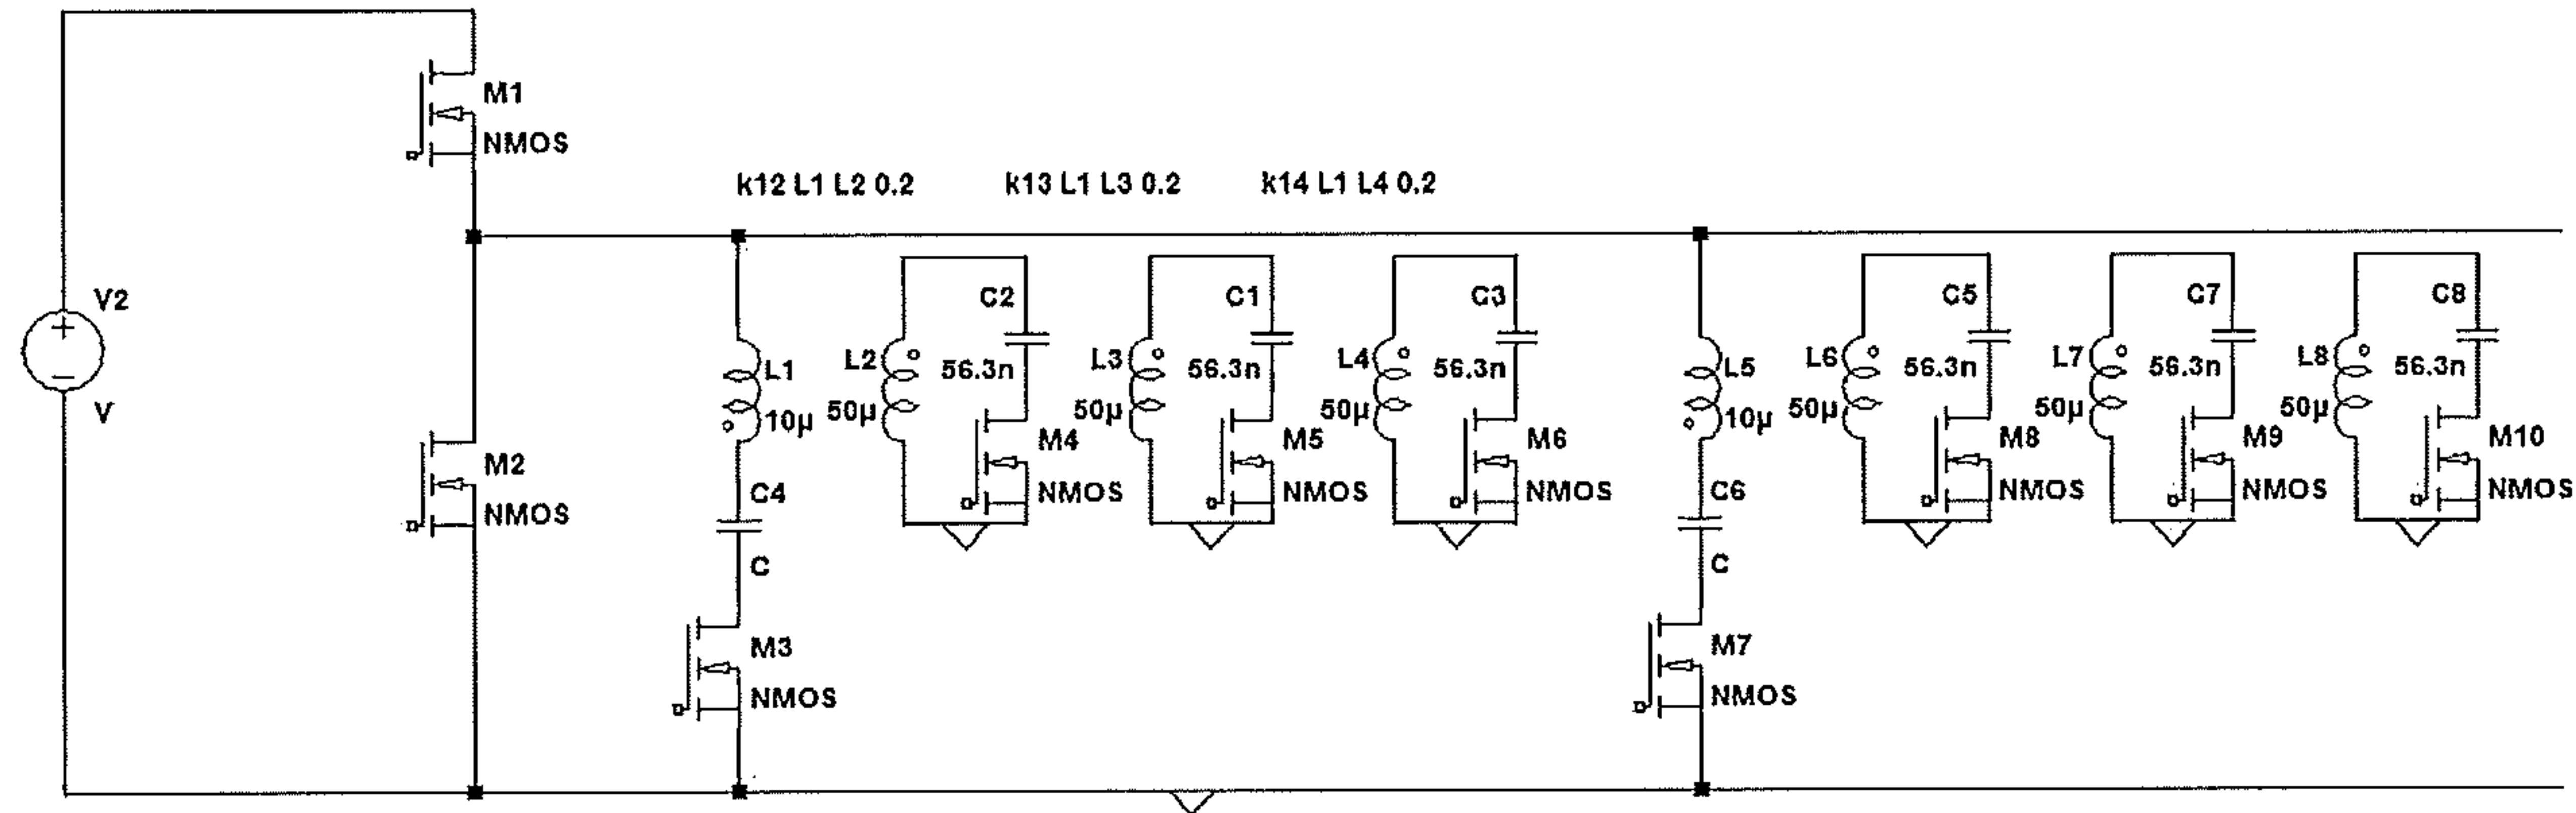 M1
NMOS
k12 L1 L2 0.2
k13 L1 L3 0.2
k14 L1 L4 0.2
V2
+
−
V
M2
NMOS
L1
10µ
C4
C
M3
NMOS
L2
50µ
C2
56.3n
M4
NMOS
L3
50µ
C1
56.3n
M5
NMOS
L4
50µ
C3
56.3n
M6
NMOS
L5
10µ
C6
C
M7
NMOS
L6
50µ
C5
56.3n
M8
NMOS
L7
50µ
C7
56.3n
M9
NMOS
L8
50µ
C8
56.3n
M10
NMOS